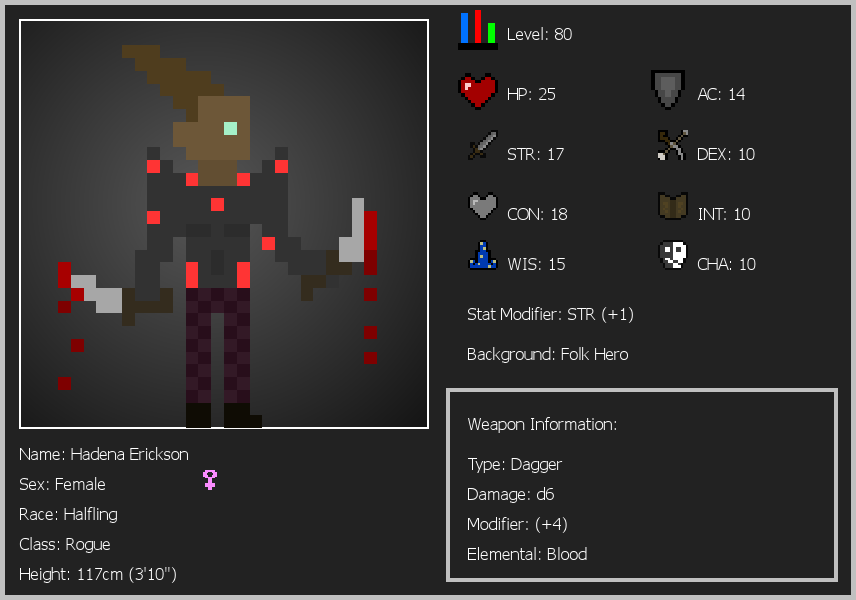 Level: 80
HP: 25
AC: 14
STR: 17
DEX: 10
CON: 18
INT: 10
WIS: 15
CHA: 10
Stat Modifier: STR (+1)
Background: Folk Hero
Weapon Information:
Type: Dagger
Damage: d6
Modifier: (+4)
Elemental: Blood
Name: Hadena Erickson
Sex: Female
Race: Halfling
Class: Rogue
Height: 117cm (3'10")